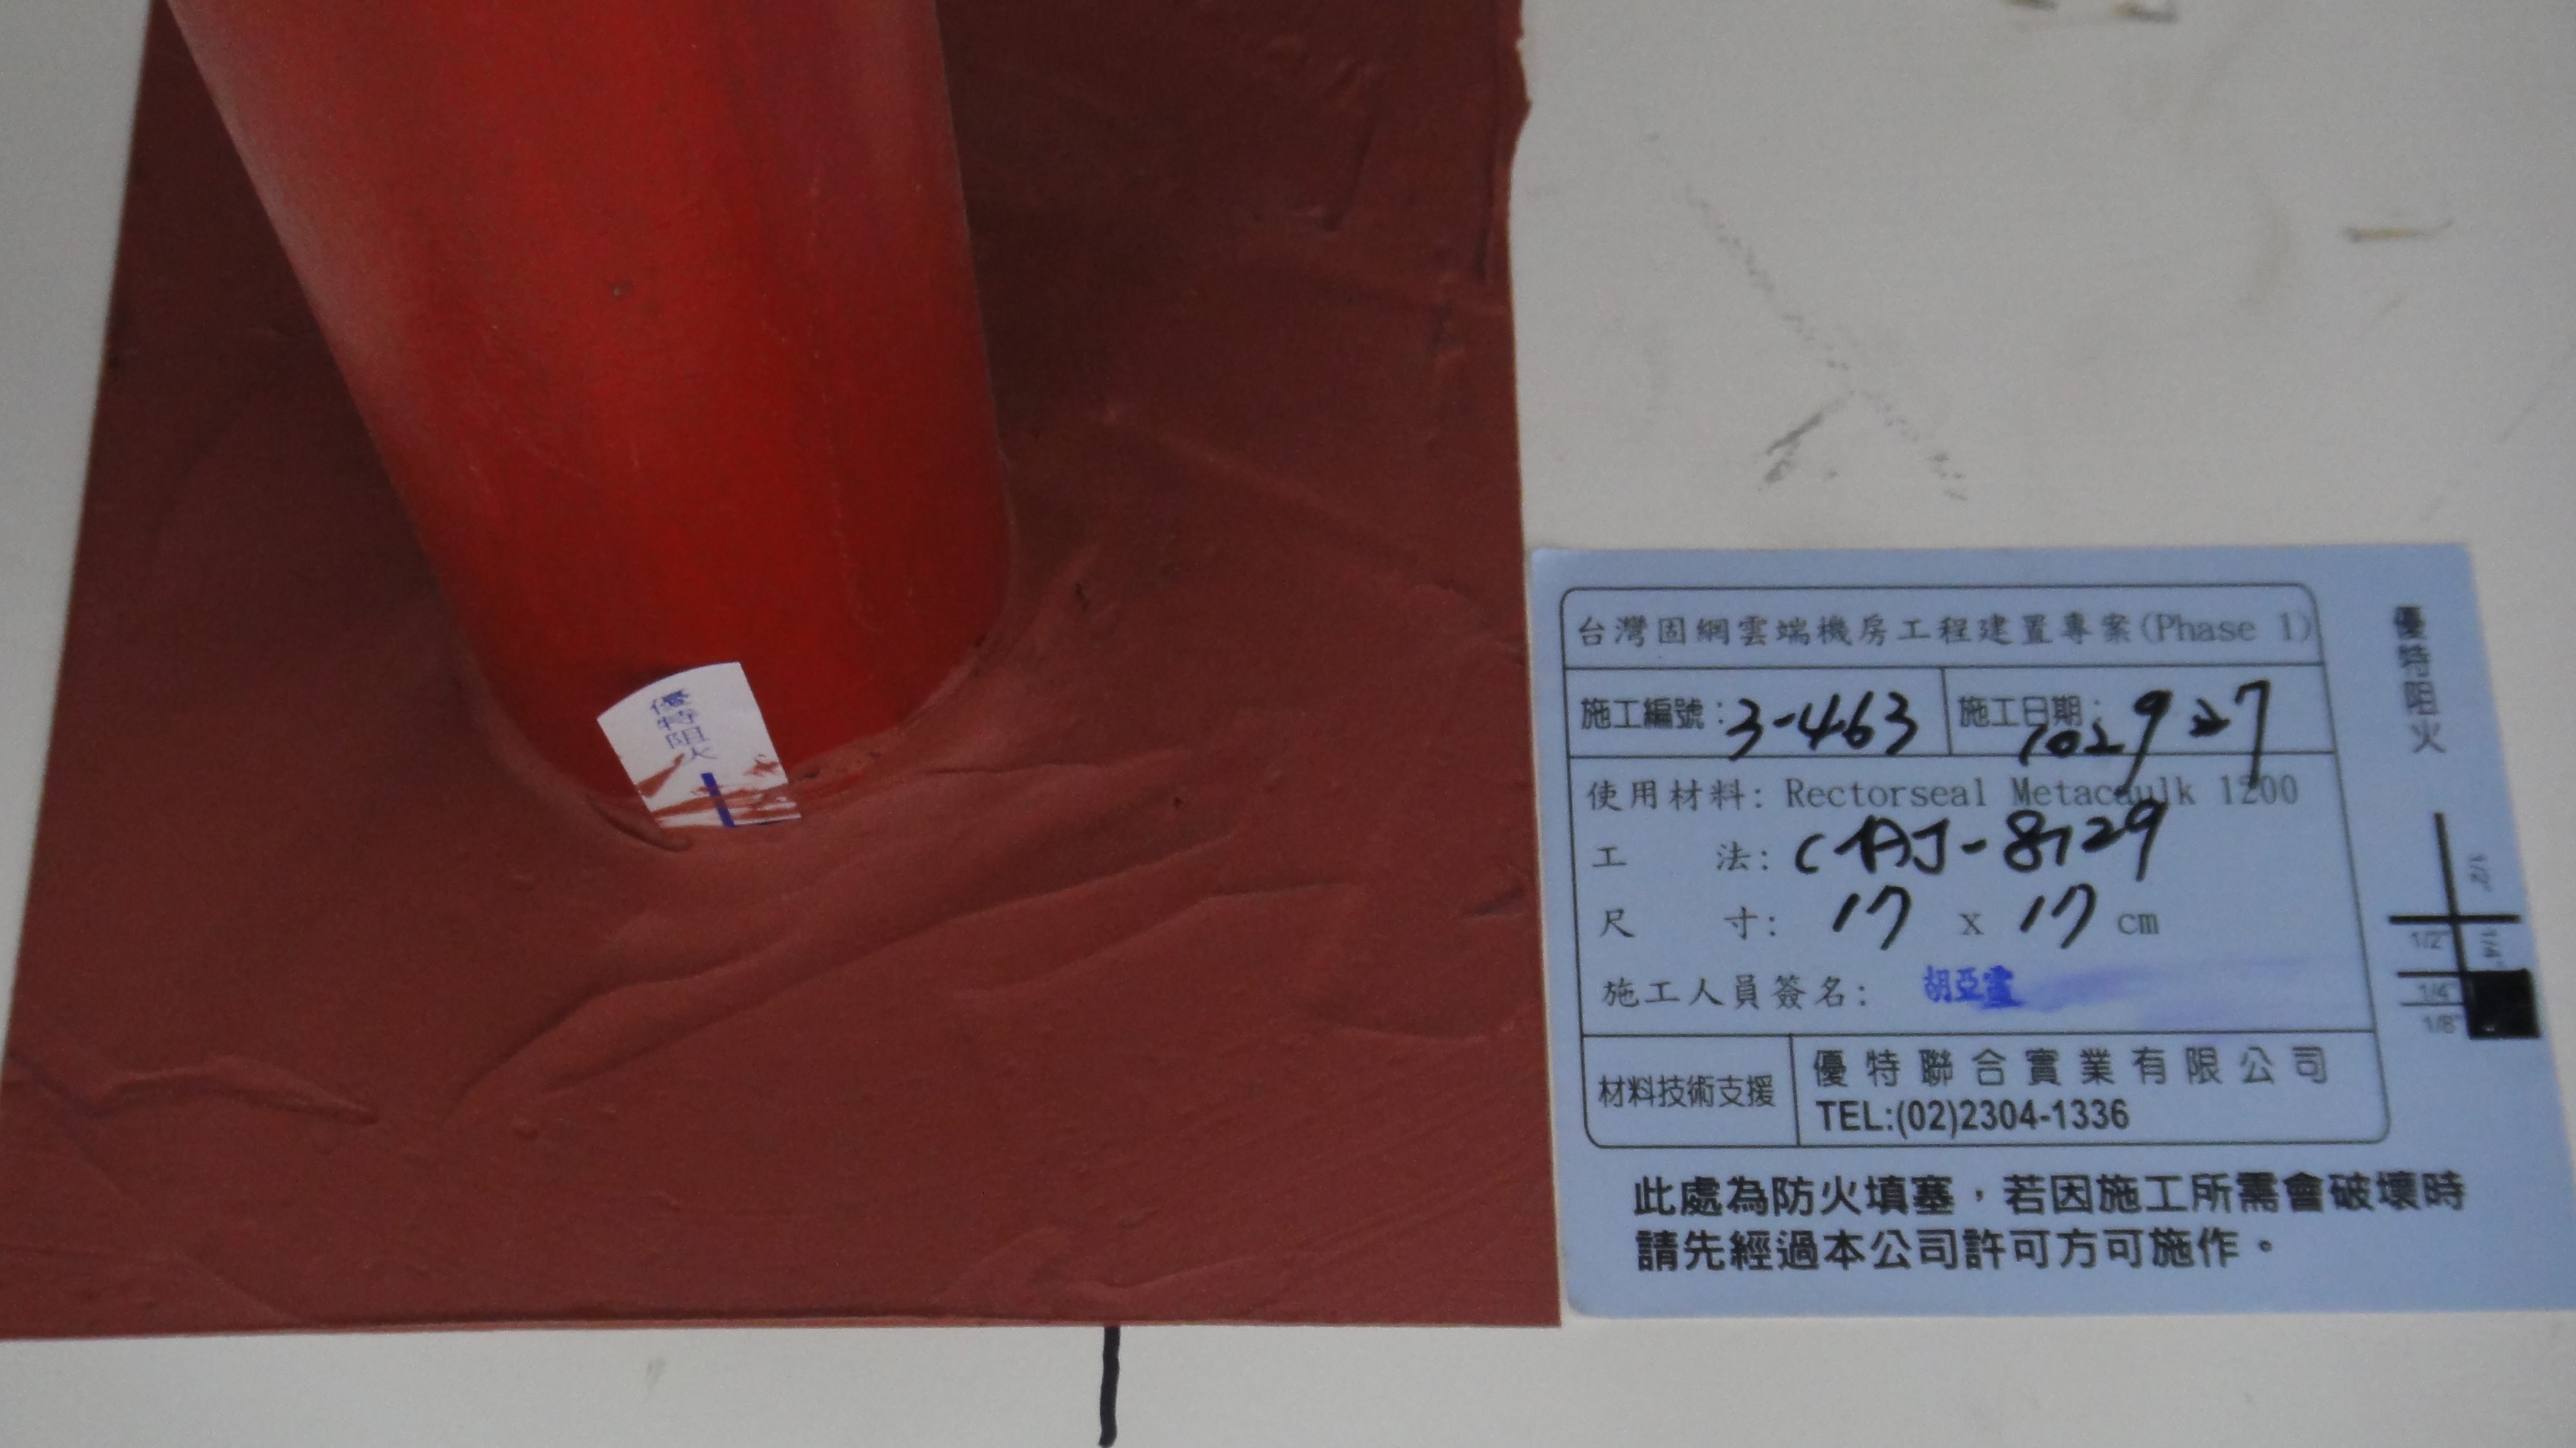 優特阻火
台灣固網雲端機房工程建置專案(Phase 1)
施工編號:3-463 施工日期:102 9 27
使用材料: Rectorseal Metacaulk 1200
工 法: CAJ-8129
尺 寸: 17 x 17 cm
施工人員簽名: 胡亞靈
材料技術支援
優特聯合實業有限公司
TEL:(02)2304-1336
此處為防火填塞，若因施工所需會破壞時
請先經過本公司許可方可施作。
優特阻火
1/2"
1/2" 1/4"
1/4"
1/8"